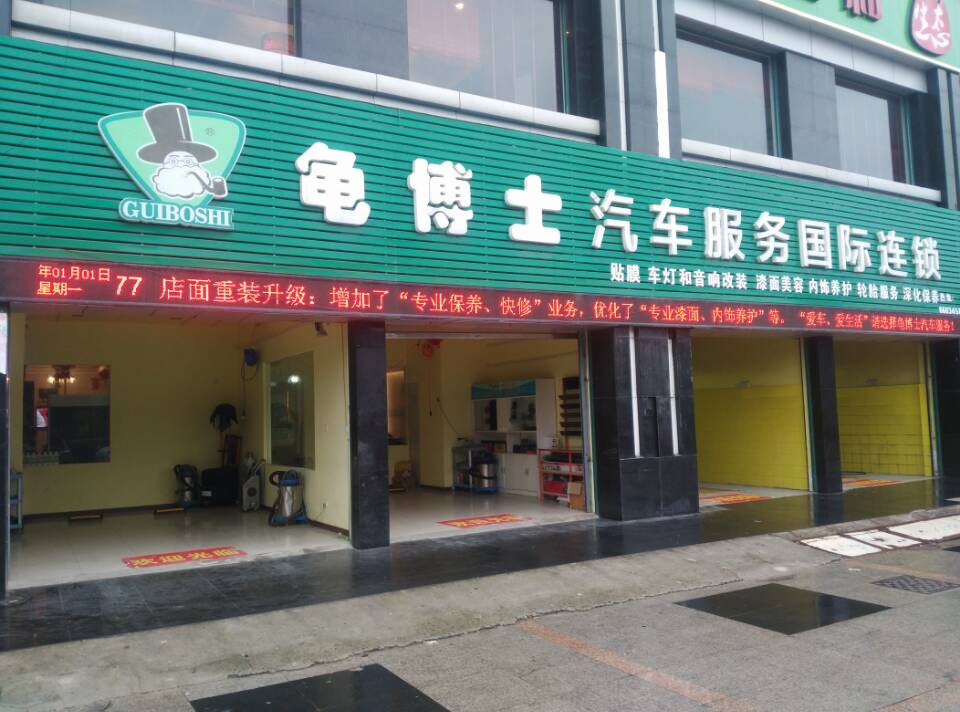 态
®
GUIBOSHI
龟博士汽车服务国际连锁
贴膜 车灯和音响改装 漆面美容 内饰养护 轮胎服务 深化保养
年01月01日
星期一
77
店面重装升级：增加了“专业保养、快修”业务，优化了“专业漆面、内饰养护”等。“爱车、爱生活”请选择龟博士汽车服务！
欢迎光临